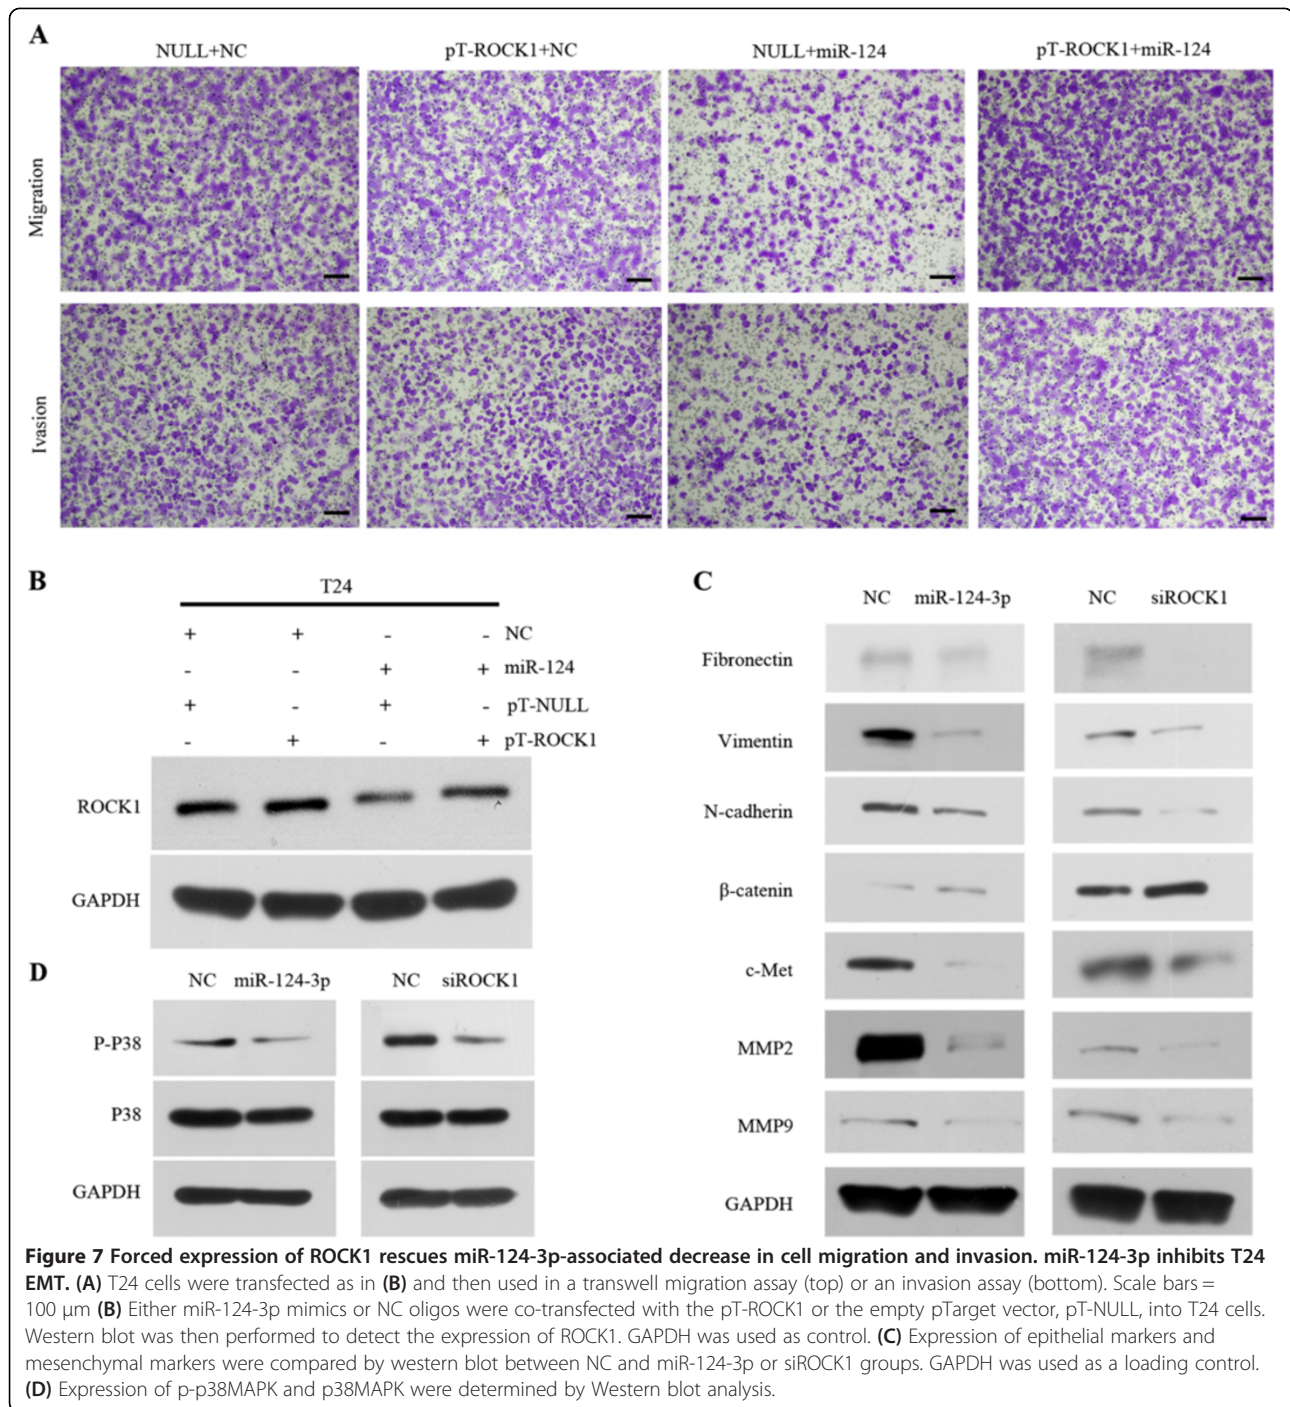 A
NULL+NC pT-ROCK1+NC NULL+miR-124 pT-ROCK1+miR-124
Migration
Ivasion
B
T24
+ + - - NC
- - + + miR-124
+ - + - pT-NULL
- + - + pT-ROCK1
ROCK1
GAPDH
C
NC miR-124-3p NC siROCK1
Fibronectin
Vimentin
N-cadherin
β-catenin
c-Met
MMP2
MMP9
GAPDH
D
NC miR-124-3p NC siROCK1
P-P38
P38
GAPDH
Figure 7 Forced expression of ROCK1 rescues miR-124-3p-associated decrease in cell migration and invasion. miR-124-3p inhibits T24
EMT. (A) T24 cells were transfected as in (B) and then used in a transwell migration assay (top) or an invasion assay (bottom). Scale bars =
100 μm (B) Either miR-124-3p mimics or NC oligos were co-transfected with the pT-ROCK1 or the empty pTarget vector, pT-NULL, into T24 cells.
Western blot was then performed to detect the expression of ROCK1. GAPDH was used as control. (C) Expression of epithelial markers and
mesenchymal markers were compared by western blot between NC and miR-124-3p or siROCK1 groups. GAPDH was used as a loading control.
(D) Expression of p-p38MAPK and p38MAPK were determined by Western blot analysis.